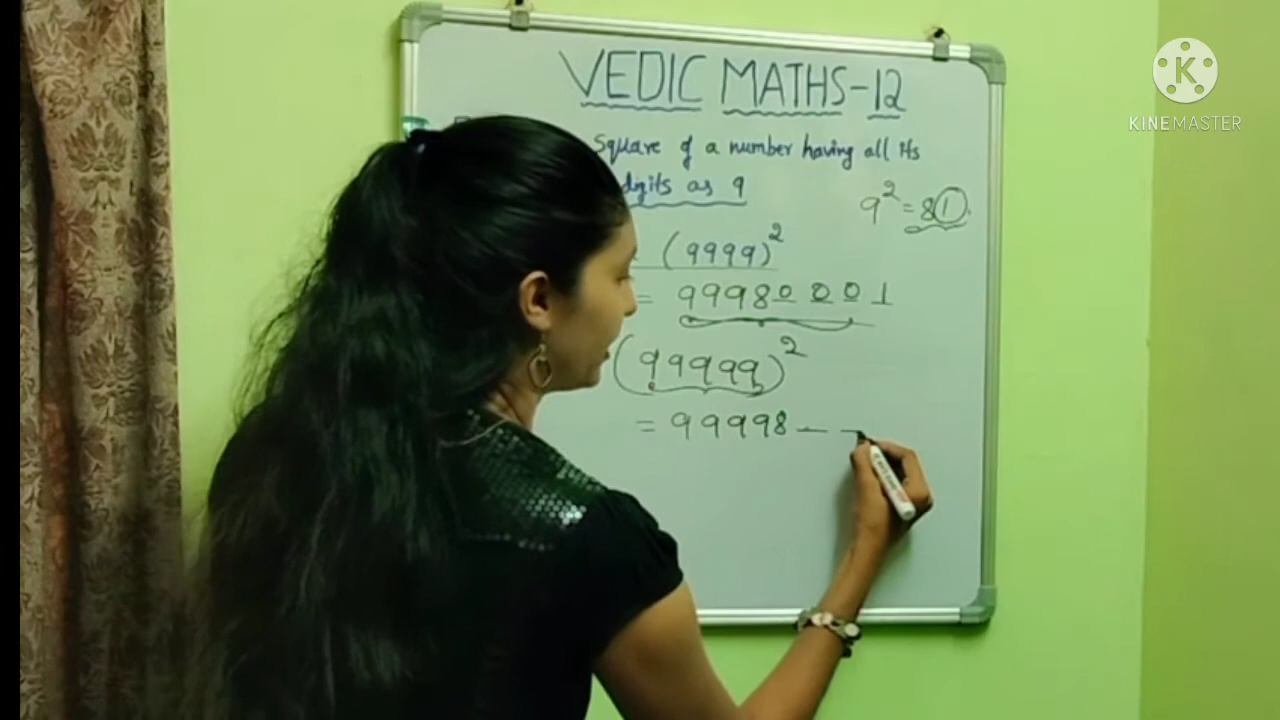 VEDIC MATHS-12
Square of a number having all its
digits as 9
9² = 81
(9999)²
= 99980001
(99999)²
= 99998 _ _
KINEMASTER